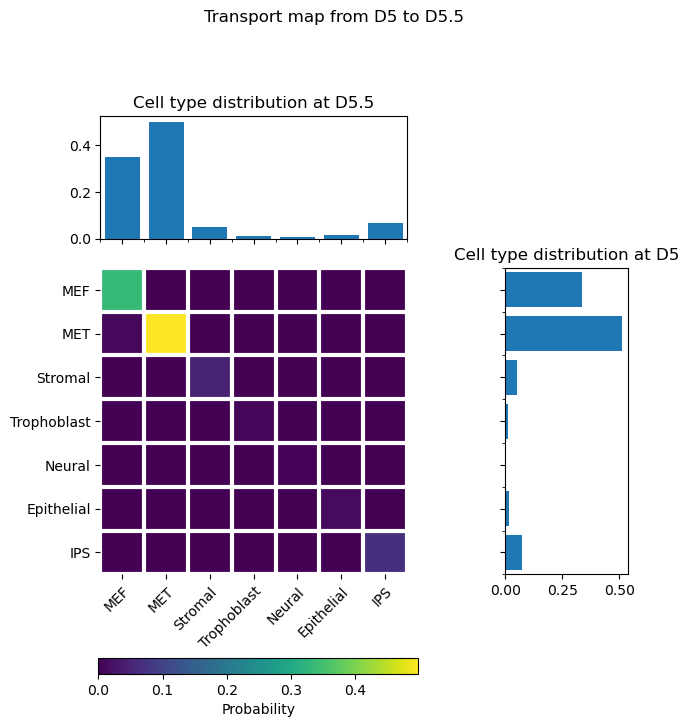 Transport map from D5 to D5.5
Cell type distribution at D5.5
0.4
0.2
0.0
Cell type distribution at D5
MEF
MET
Stromal
Trophoblast
Neural
Epithelial
IPS
0.00 0.25 0.50
MEF MET Stromal Trophoblast Neural Epithelial IPS
0.0 0.1 0.2 0.3 0.4
Probability